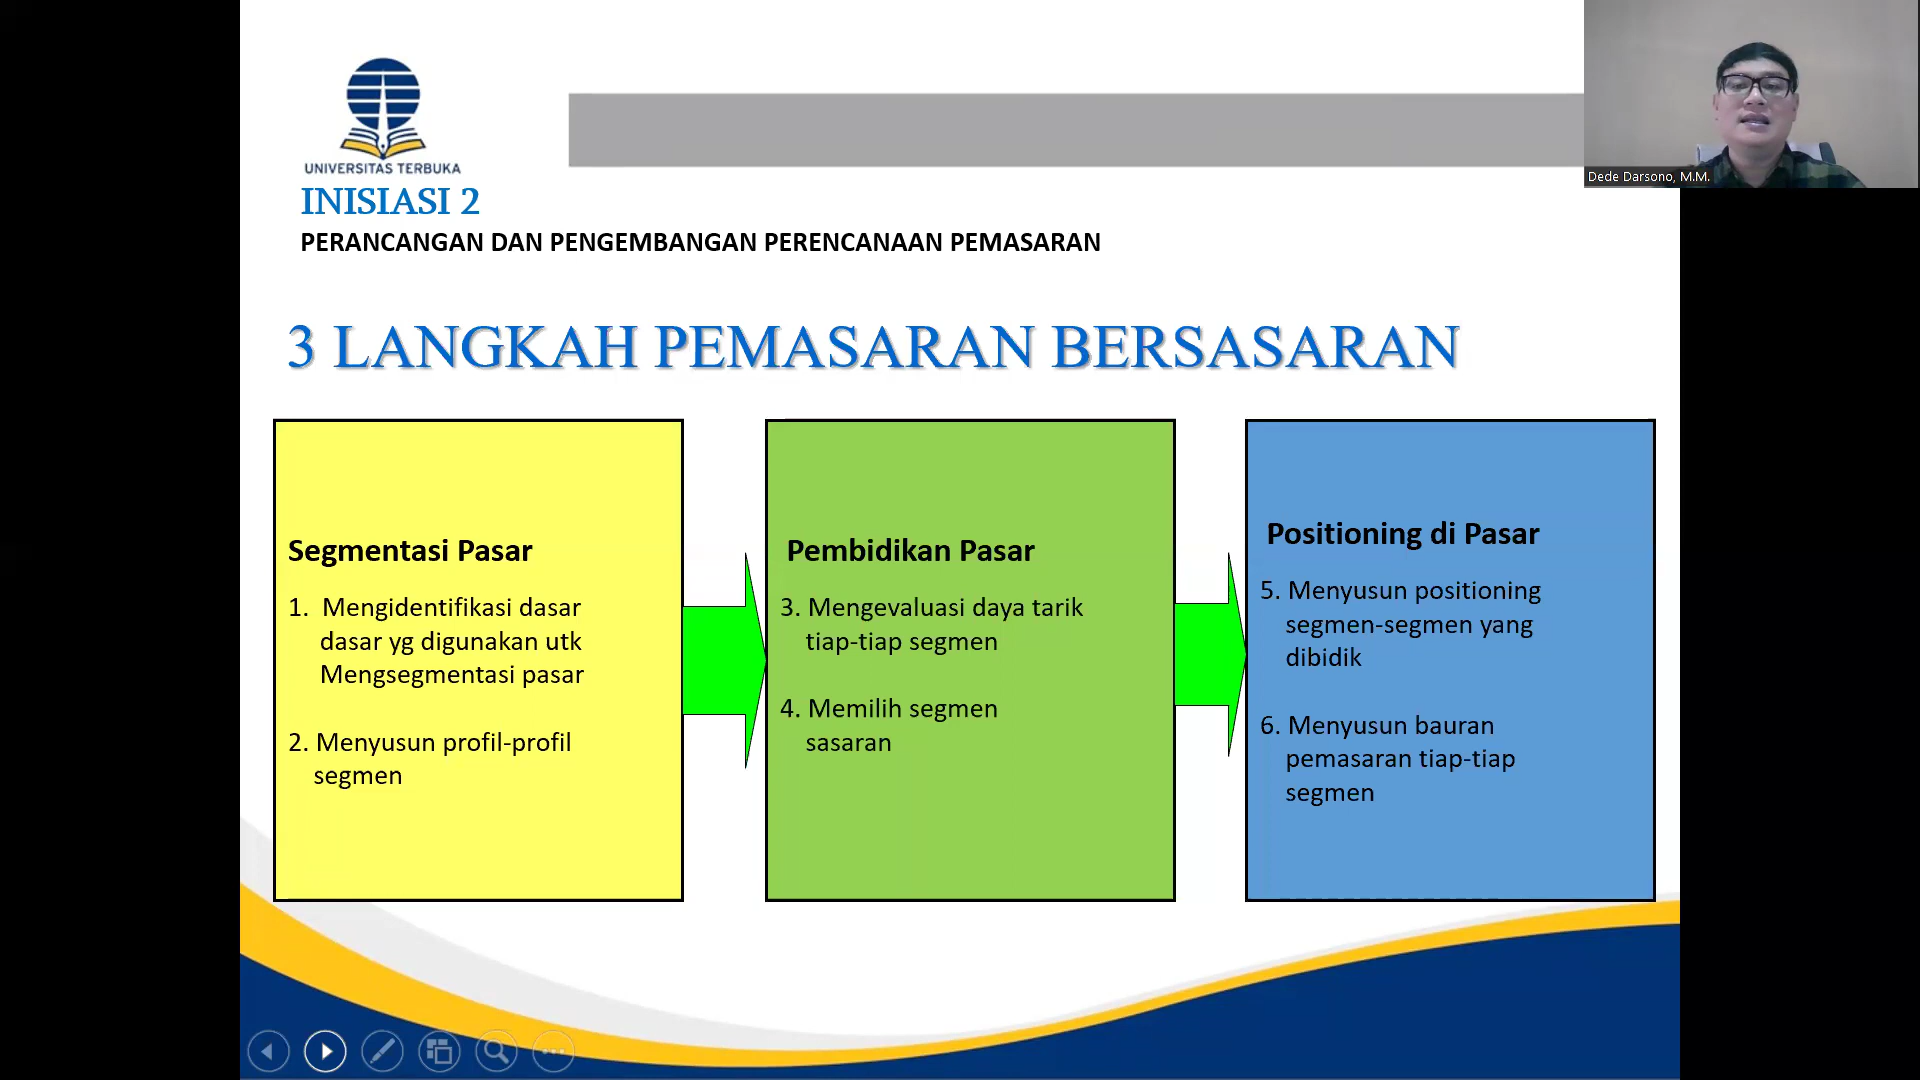 UNIVERSITAS TERBUKA
INISIASI 2
PERANCANGAN DAN PENGEMBANGAN PERENCANAAN PEMASARAN
Dede Darsono, M.M.
3 LANGKAH PEMASARAN BERSASARAN
Segmentasi Pasar
1. Mengidentifikasi dasar
dasar yg digunakan utk
Mengsegmentasi pasar
2. Menyusun profil-profil
segmen
Pembidikan Pasar
3. Mengevaluasi daya tarik
tiap-tiap segmen
4. Memilih segmen
sasaran
Positioning di Pasar
5. Menyusun positioning
segmen-segmen yang
dibidik
6. Menyusun bauran
pemasaran tiap-tiap
segmen